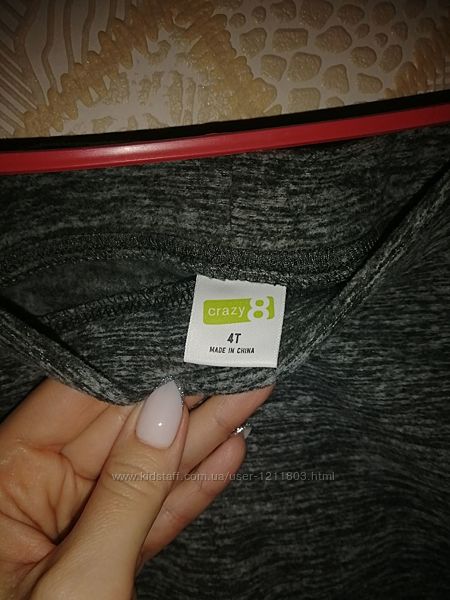 crazy 8
4T
MADE IN CHINA
www.kidstaff.com.ua/user-1211803.html